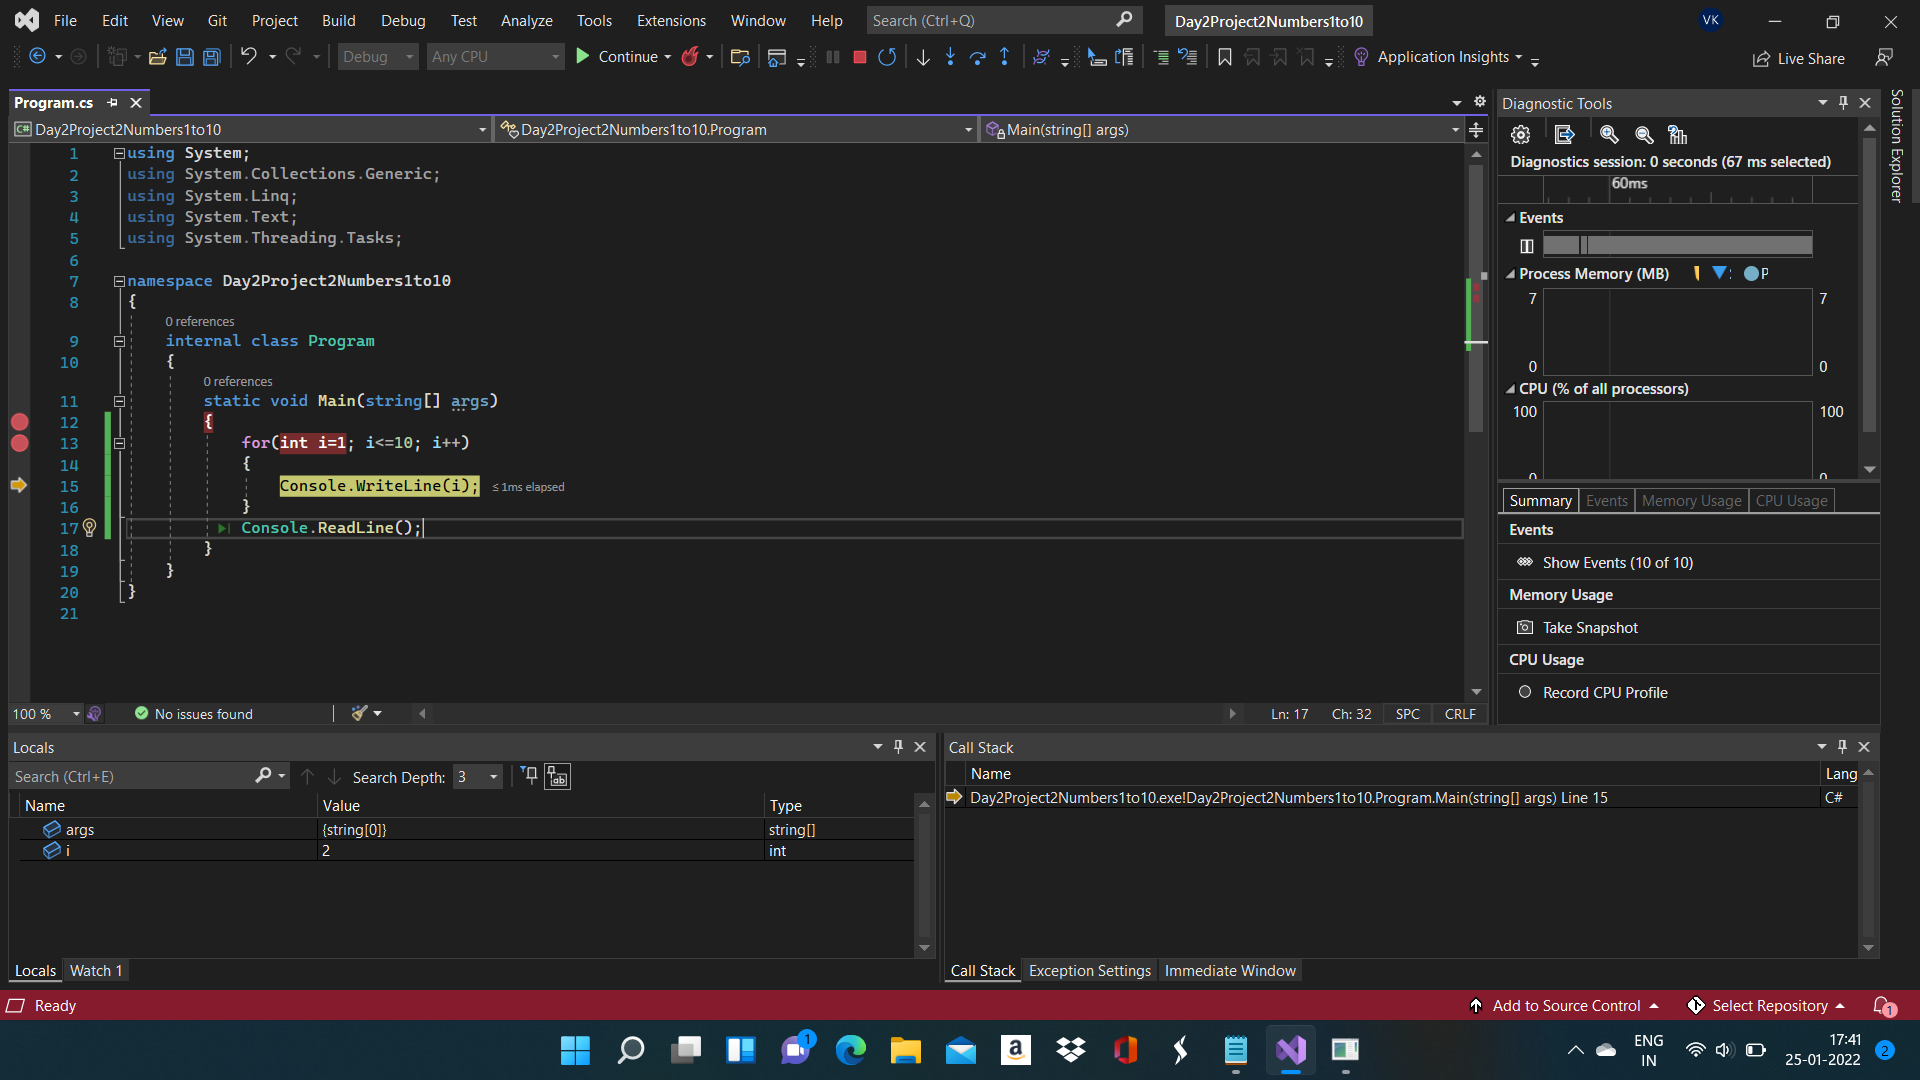 File Edit View Git Project Build Debug Test Analyze Tools Extensions Window Help Search (Ctrl+Q) Day2Project2Numbers1to10 VK
Debug Any CPU Continue Application Insights Live Share
Program.cs
Day2Project2Numbers1to10 Day2Project2Numbers1to10.Program Main(string[] args)
1 using System;
2 using System.Collections.Generic;
3 using System.Linq;
4 using System.Text;
5 using System.Threading.Tasks;
6
7 namespace Day2Project2Numbers1to10
8 {
0 references
9 internal class Program
10 {
0 references
11 static void Main(string[] args)
12 {
13 for(int i=1; i<=10; i++)
14 {
15 Console.WriteLine(i); ≤ 1ms elapsed
16 }
17 Console.ReadLine();
18 }
19 }
20 }
21
100 % No issues found Ln: 17 Ch: 32 SPC CRLF
Diagnostic Tools
Diagnostics session: 0 seconds (67 ms selected)
60ms
Events
Process Memory (MB) P
7 7
0 0
CPU (% of all processors)
100 100
0 0
Summary Events Memory Usage CPU Usage
Events
Show Events (10 of 10)
Memory Usage
Take Snapshot
CPU Usage
Record CPU Profile
Solution Explorer
Locals
Search (Ctrl+E) Search Depth: 3
Name Value Type
args {string[0]} string[]
i 2 int
Locals Watch 1
Call Stack
Name Lang
Day2Project2Numbers1to10.exe!Day2Project2Numbers1to10.Program.Main(string[] args) Line 15 C#
Call Stack Exception Settings Immediate Window
Ready Add to Source Control Select Repository 1
1 a ENG
IN
17:41
25-01-2022
2